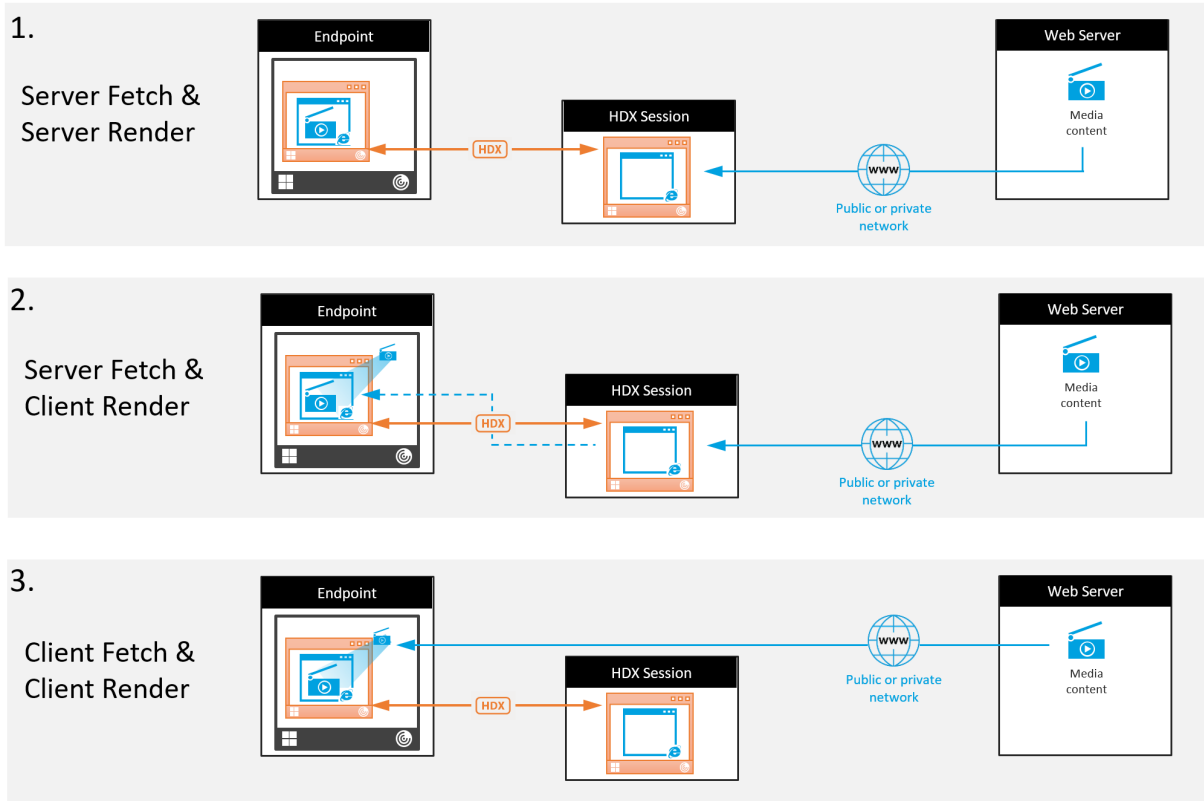 1.
Server Fetch &
Server Render
Endpoint
HDX
HDX Session
www
Public or private
network
Web Server
Media
content
2.
Server Fetch &
Client Render
Endpoint
HDX
HDX Session
www
Public or private
network
Web Server
Media
content
3.
Client Fetch &
Client Render
Endpoint
HDX
HDX Session
www
Public or private
network
Web Server
Media
content